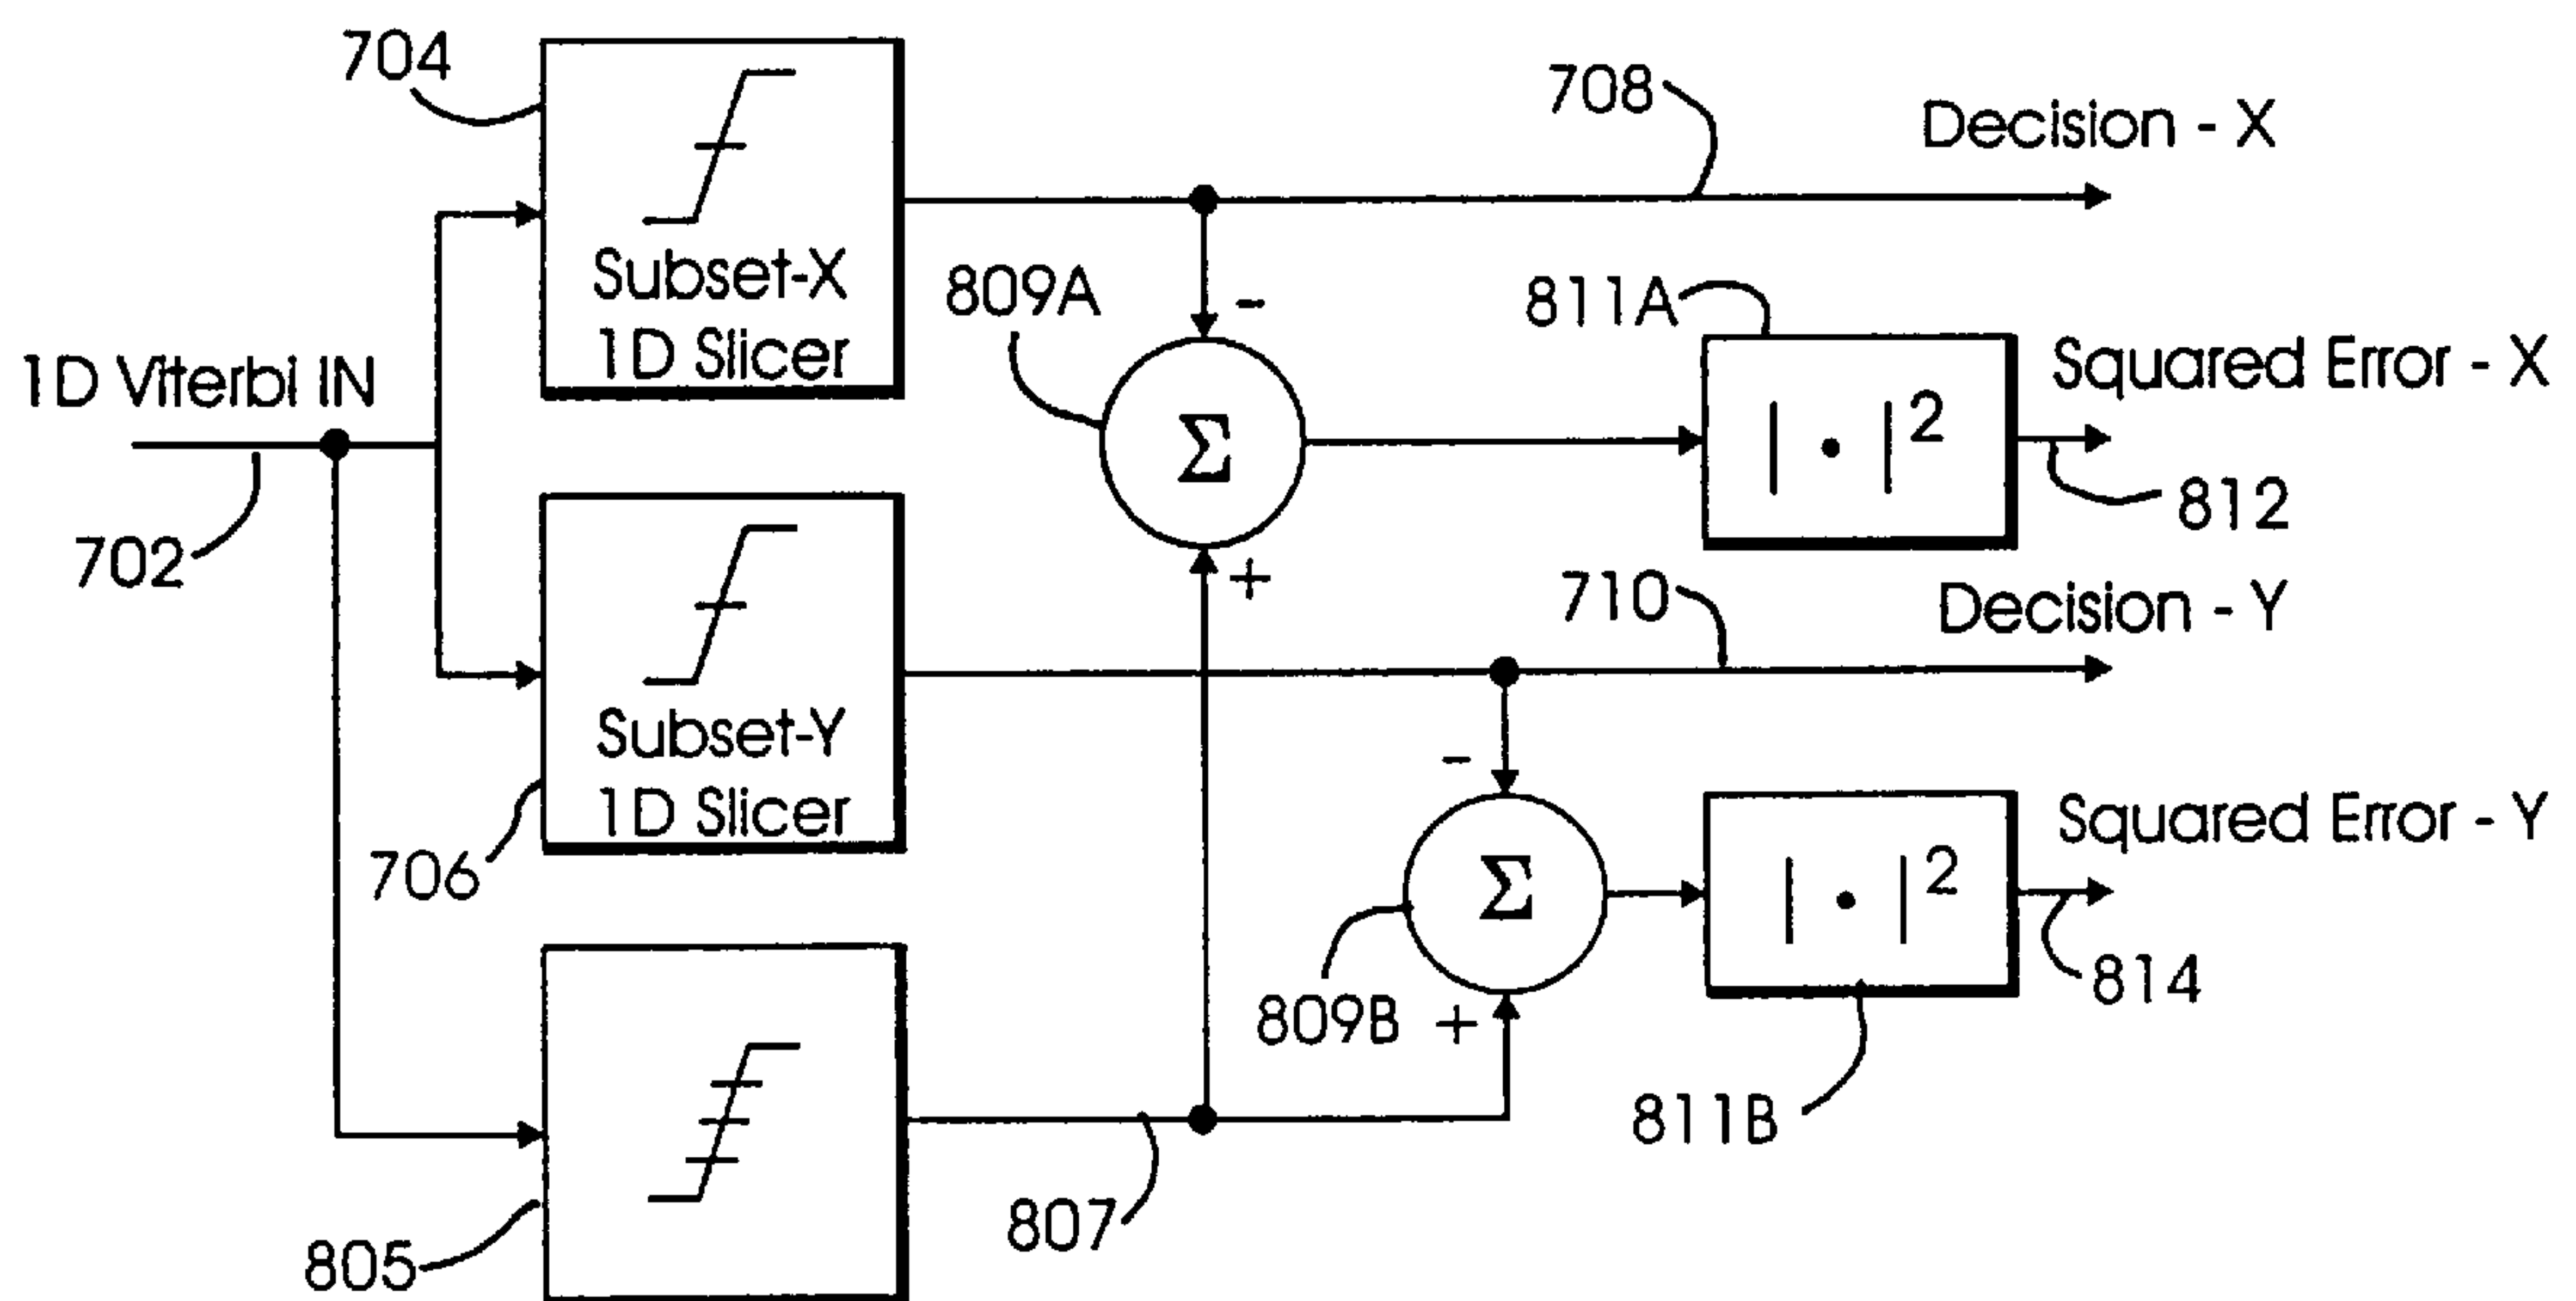 704
708
Decision - X
Subset-X
1D Slicer
809A
811A
| • |2
Squared Error - X
1D Viterbi IN
Σ
812
702
-
+
710
Decision - Y
Subset-Y
1D Slicer
706
-
Σ
| • |2
Squared Error - Y
809B
+
814
811B
807
805